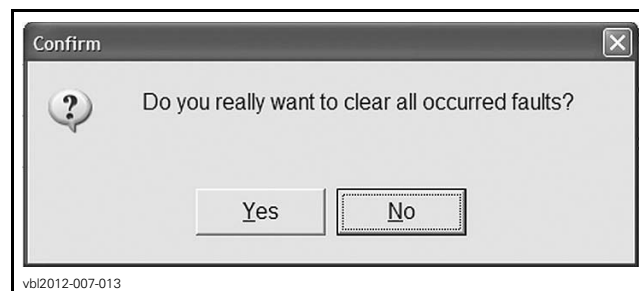 Confirm
Do you really want to clear all occurred faults?
Yes
No
vbl2012-007-013